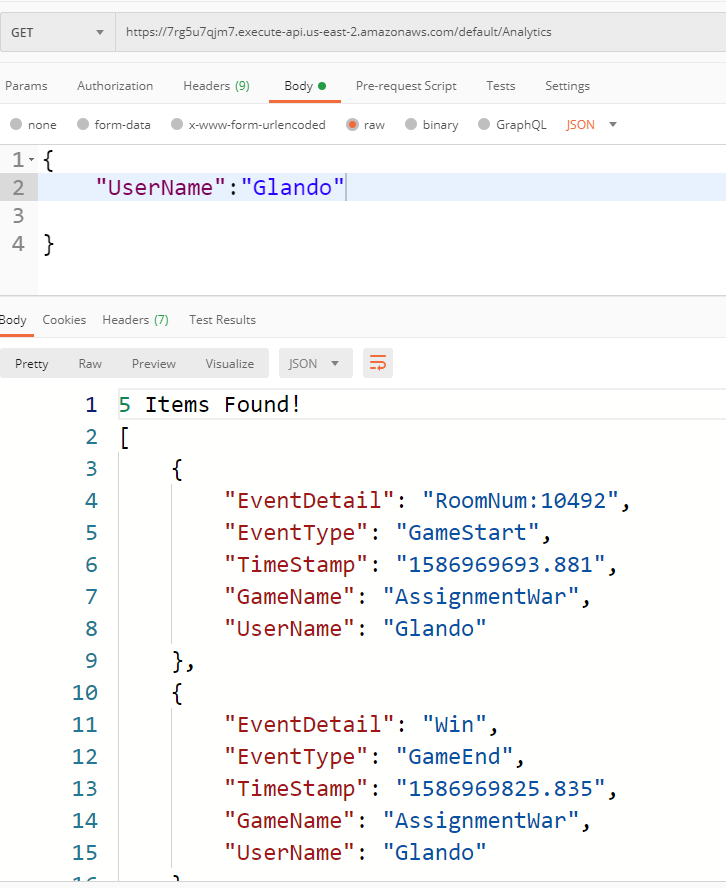 GET https://7rg5u7qjm7.execute-api.us-east-2.amazonaws.com/default/Analytics
Params Authorization Headers (9) Body Pre-request Script Tests Settings
none form-data x-www-form-urlencoded raw binary GraphQL JSON
1 {
2 "UserName":"Glando"
3
4 }
Body Cookies Headers (7) Test Results
Pretty Raw Preview Visualize JSON
1 5 Items Found!
2 [
3 {
4 "EventDetail": "RoomNum:10492",
5 "EventType": "GameStart",
6 "TimeStamp": "1586969693.881",
7 "GameName": "AssignmentWar",
8 "UserName": "Glando"
9 },
10 {
11 "EventDetail": "Win",
12 "EventType": "GameEnd",
13 "TimeStamp": "1586969825.835",
14 "GameName": "AssignmentWar",
15 "UserName": "Glando"